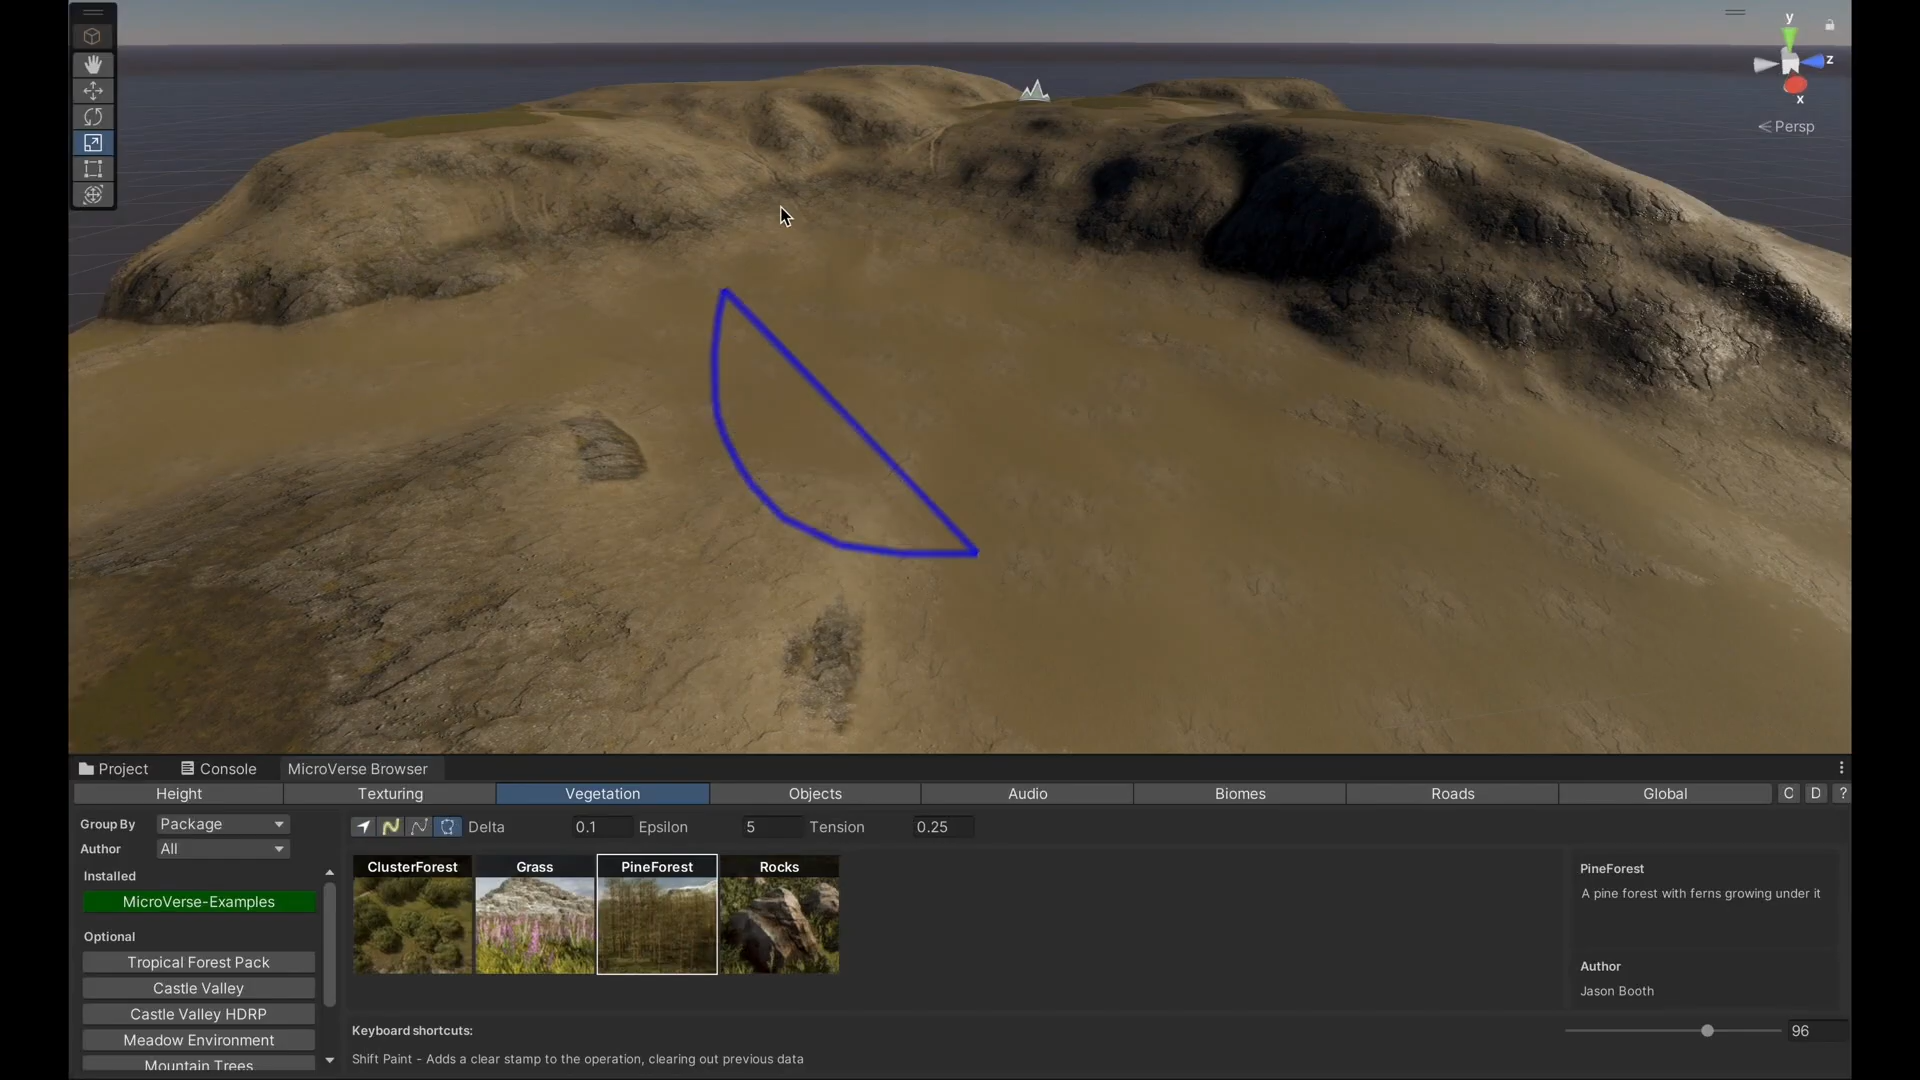 y
z
x
Persp
Project
Console
MicroVerse Browser
Height
Texturing
Vegetation
Objects
Audio
Biomes
Roads
Global
C
D
?
Group By
Package
Author
All
Delta
0.1
Epsilon
5
Tension
0.25
Installed
MicroVerse-Examples
Optional
Tropical Forest Pack
Castle Valley
Castle Valley HDRP
Meadow Environment
Mountain Trees
ClusterForest
Grass
PineForest
Rocks
PineForest
A pine forest with ferns growing under it
Author
Jason Booth
Keyboard shortcuts:
96
Shift Paint - Adds a clear stamp to the operation, clearing out previous data